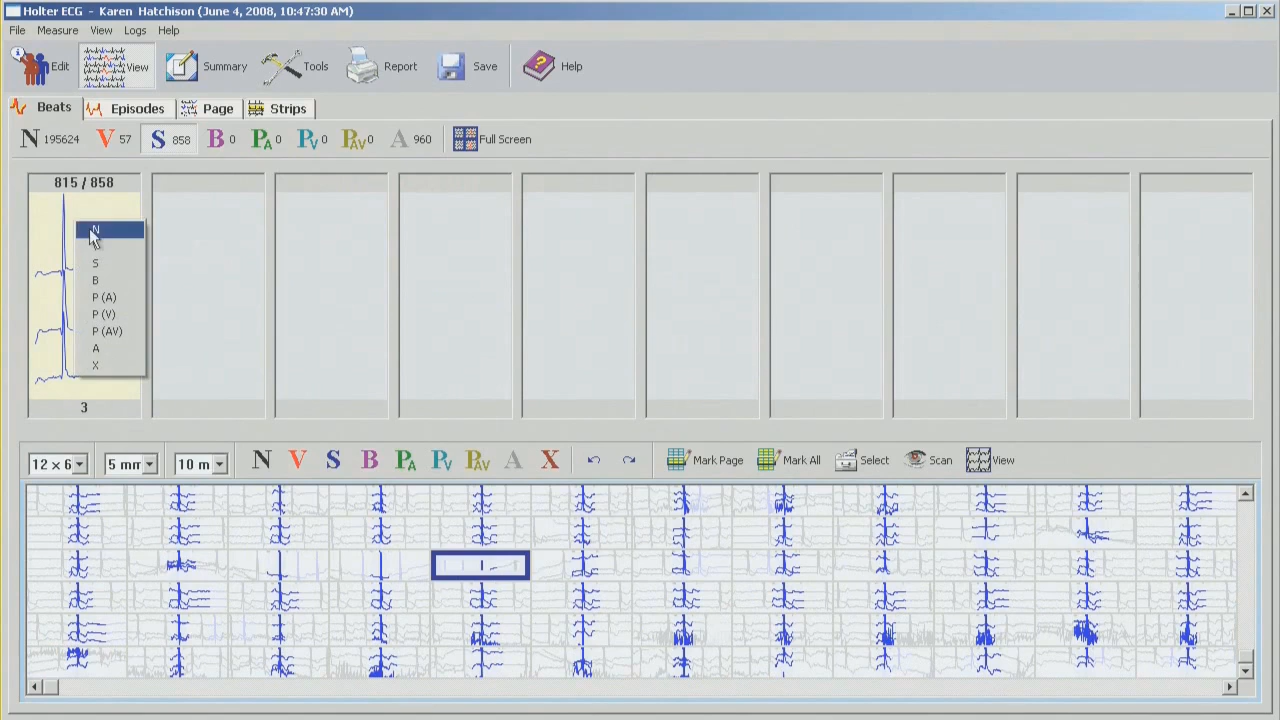 Holter ECG - Karen Hatchison (June 4, 2008, 10:47:30 AM)
File Measure View Logs Help
Edit View Summary Tools Report Save Help
Beats Episodes Page Strips
N 195624 V 57 S 858 B 0 PA 0 PV 0 PAV 0 A 960 Full Screen
815 / 858
N
S
B
P (A)
P (V)
P (AV)
A
X
3
12 x 6 5 mm 10 m N V S B PA PV PAV A X Mark Page Mark All Select Scan View